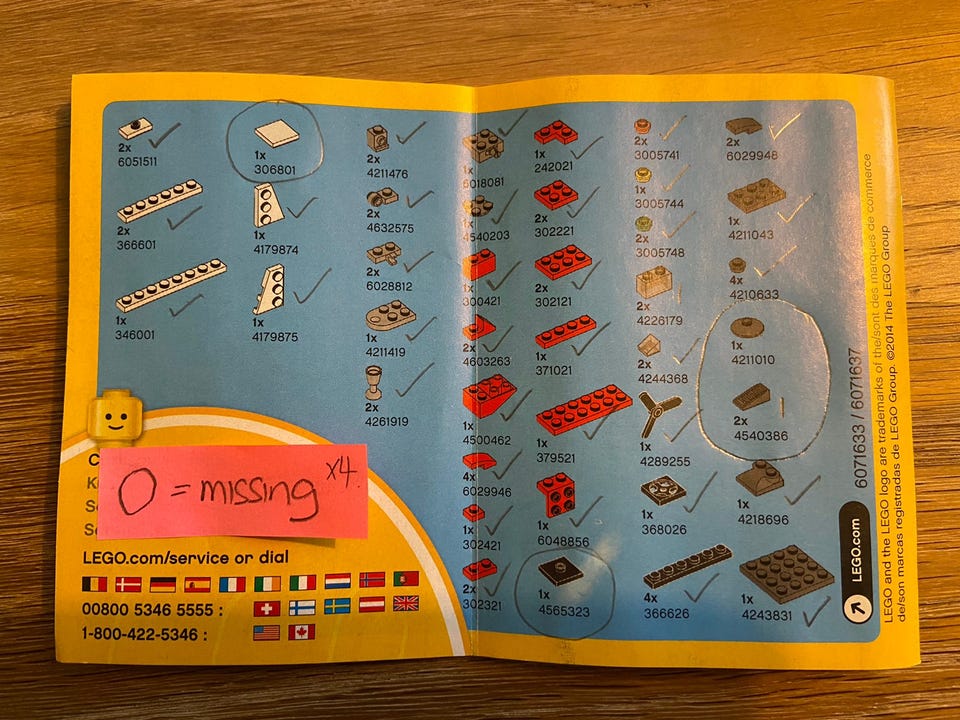 2x
6051511
2x
366601
1x
346001
1x
306801
1x
4179874
1x
4179875
2x
4211476
2x
4632575
2x
6028812
1x
4211419
2x
4261919
1x
6018081
4540203
300421
2x
4603263
1x
4500462
4x
6029946
1x
302421
2x
302321
1x
242021
2x
302221
2x
302121
1x
371021
1x
379521
1x
6048856
1x
4565323
2x
3005741
1x
3005744
2x
3005748
2x
4226179
2x
4244368
1x
4289255
1x
368026
4x
366626
2x
6029948
1x
4211043
4x
4210633
1x
4211010
2x
4540386
1x
4218696
1x
4243831
O = missing x4.
C
Ki
Se
Se
LEGO.com/service or dial
00800 5346 5555 :
1-800-422-5346 :
LEGO.com
6071633 / 6071637
LEGO and the LEGO logo are trademarks of the/sont des marques de commerce
de/son marcas registradas de LEGO Group. ©2014 The LEGO Group